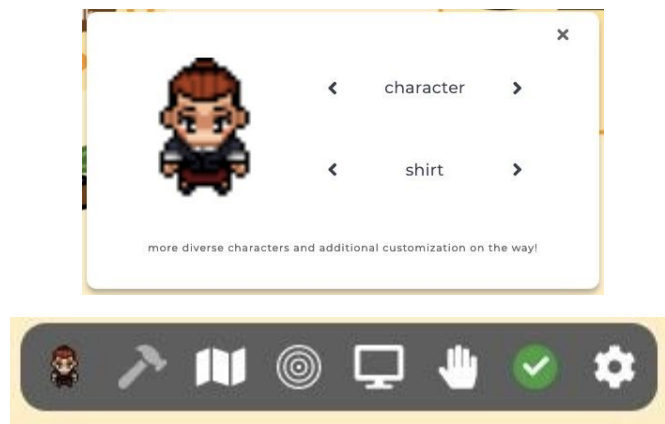 character
shirt
more diverse characters and additional customization on the way!